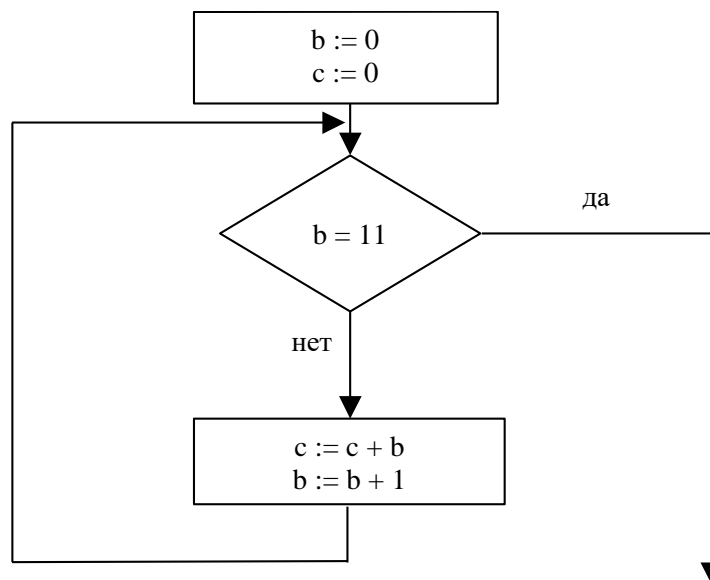 b := 0
c := 0
да
b = 11
нет
c := c + b
b := b + 1